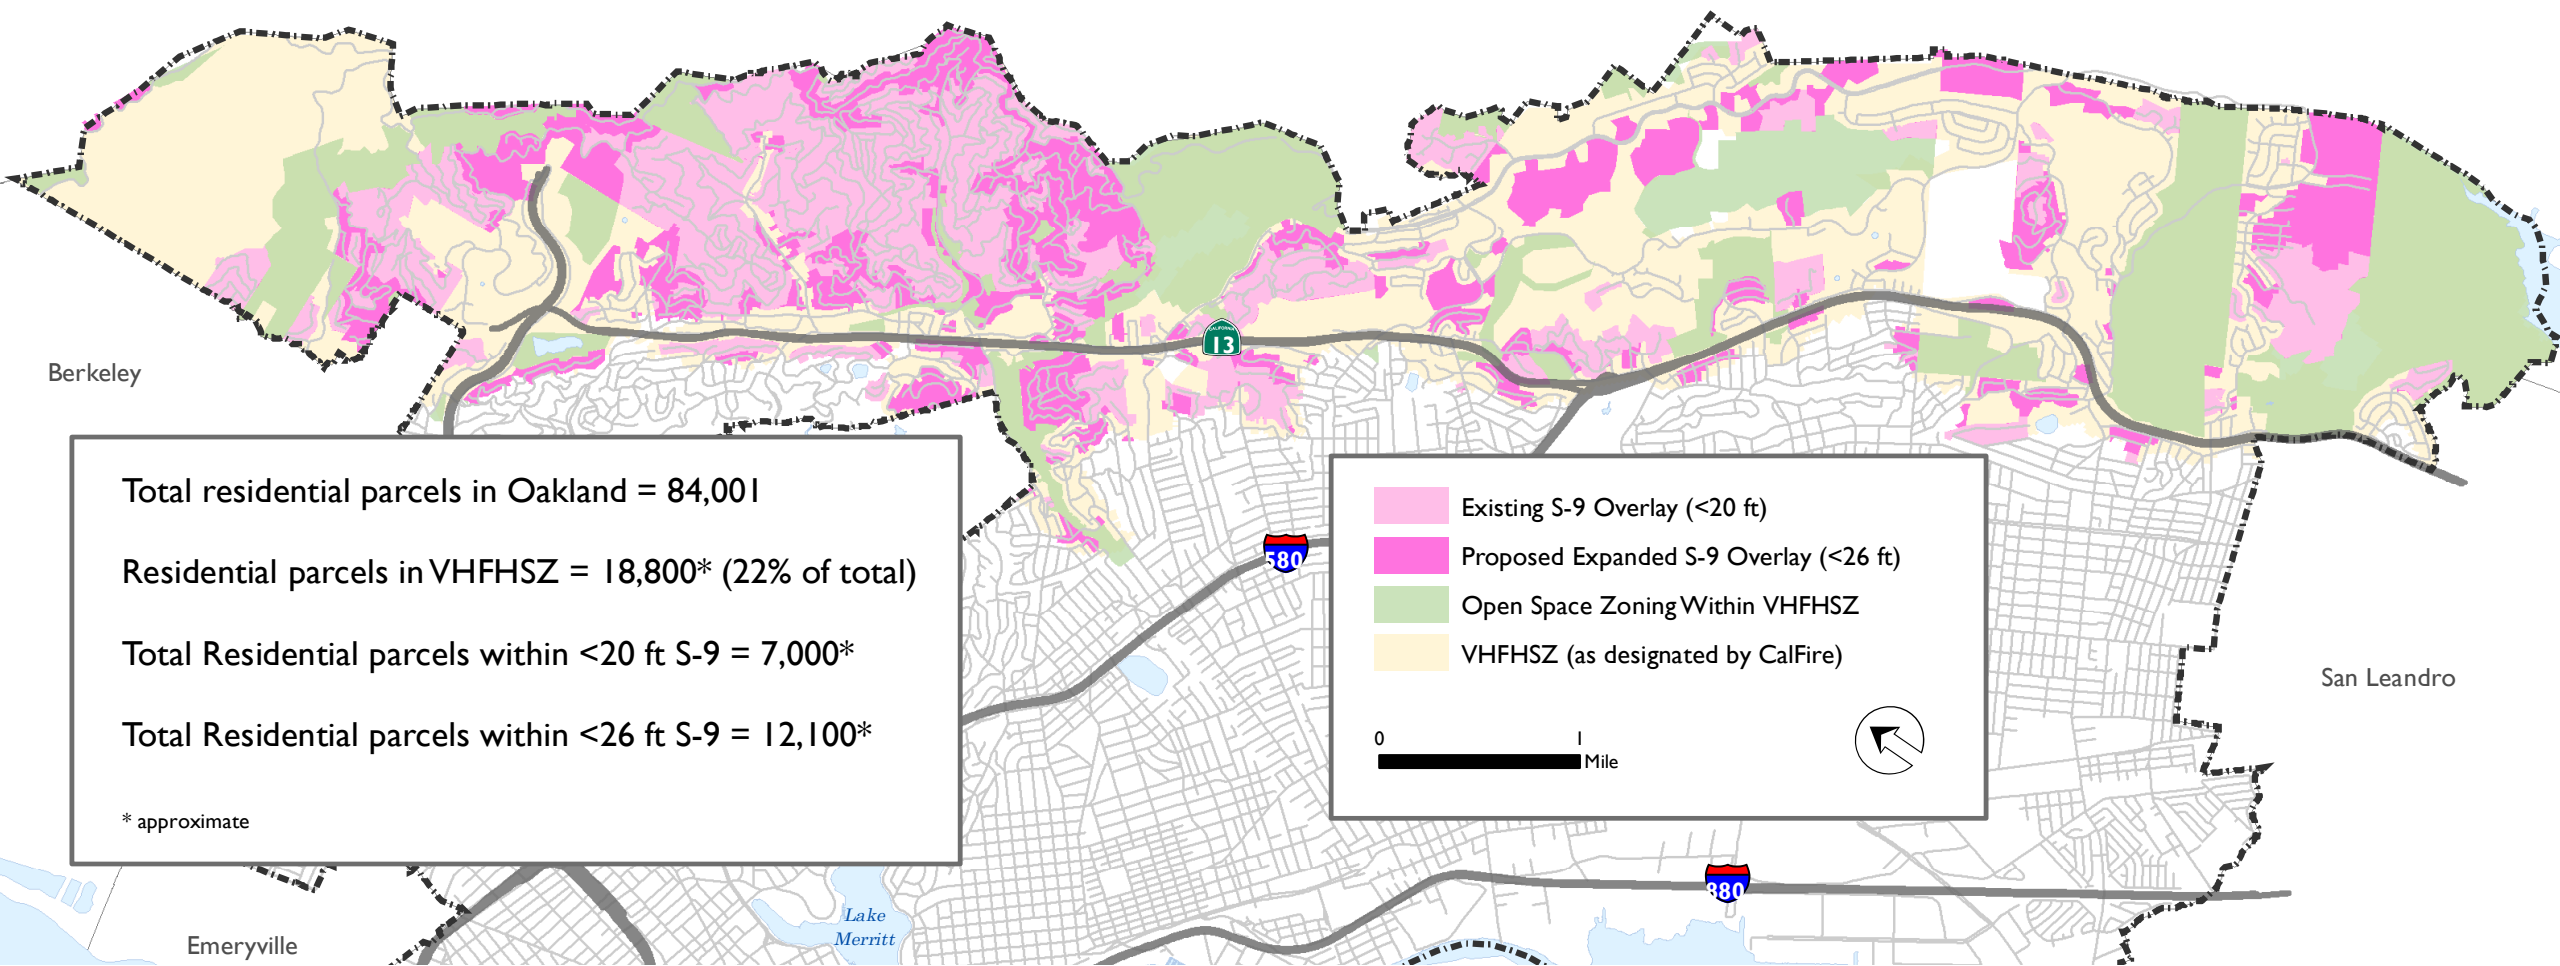 Berkeley
CALIFORNIA
13
Total residential parcels in Oakland = 84,001
Residential parcels in VHFHSZ = 18,800* (22% of total)
Total Residential parcels within <20 ft S-9 = 7,000*
Total Residential parcels within <26 ft S-9 = 12,100*
* approximate
580
Existing S-9 Overlay (<20 ft)
Proposed Expanded S-9 Overlay (<26 ft)
Open Space Zoning Within VHFHSZ
VHFHSZ (as designated by CalFire)
0 1
Mile
San Leandro
880
Lake
Merritt
Emeryville